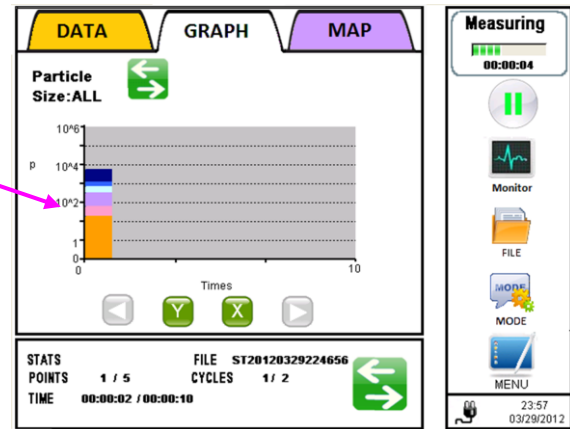 DATA
GRAPH
MAP
Particle
Size:ALL
10^6
p
10^4
10^2
1
0
0
10
Times
Y
X
STATS
FILE ST20120329224656
POINTS 1 / 5
CYCLES 1/ 2
TIME 00:00:02 / 00:00:10
Measuring
00:00:04
Monitor
FILE
MODE
MODE
MENU
23:57
03/29/2012